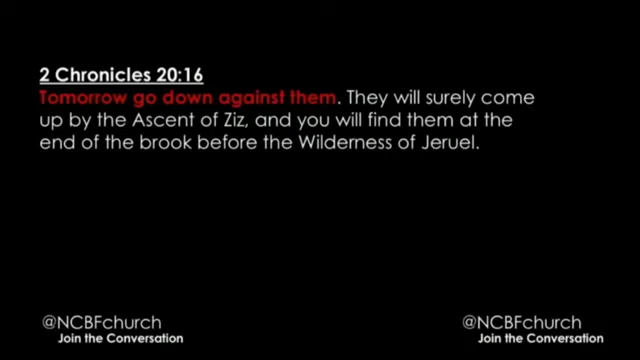 2 Chronicles 20:16
Tomorrow go down against them. They will surely come
up by the Ascent of Ziz, and you will find them at the
end of the brook before the Wilderness of Jeruel.
@NCBFchurch
Join the Conversation
@NCBFchurch
Join the Conversation